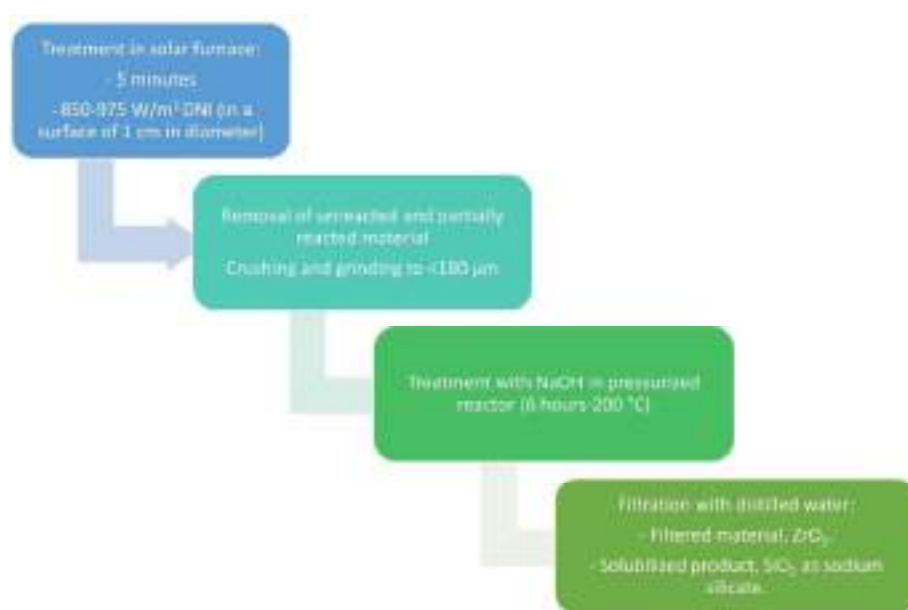 Treatment in solar furnace:
- 5 minutes
- 850-975 W/m² DNI (in a
surface of 1 cm in diameter)
Removal of unreacted and partially
reacted material
Crushing and grinding to <180 μm
Treatment with NaOH in pressurized
reactor (6 hours-200 °C)
Filtration with distilled water:
- Filtered material, ZrO₂.
- Solubilized product, SiO₂ as sodium
silicate.